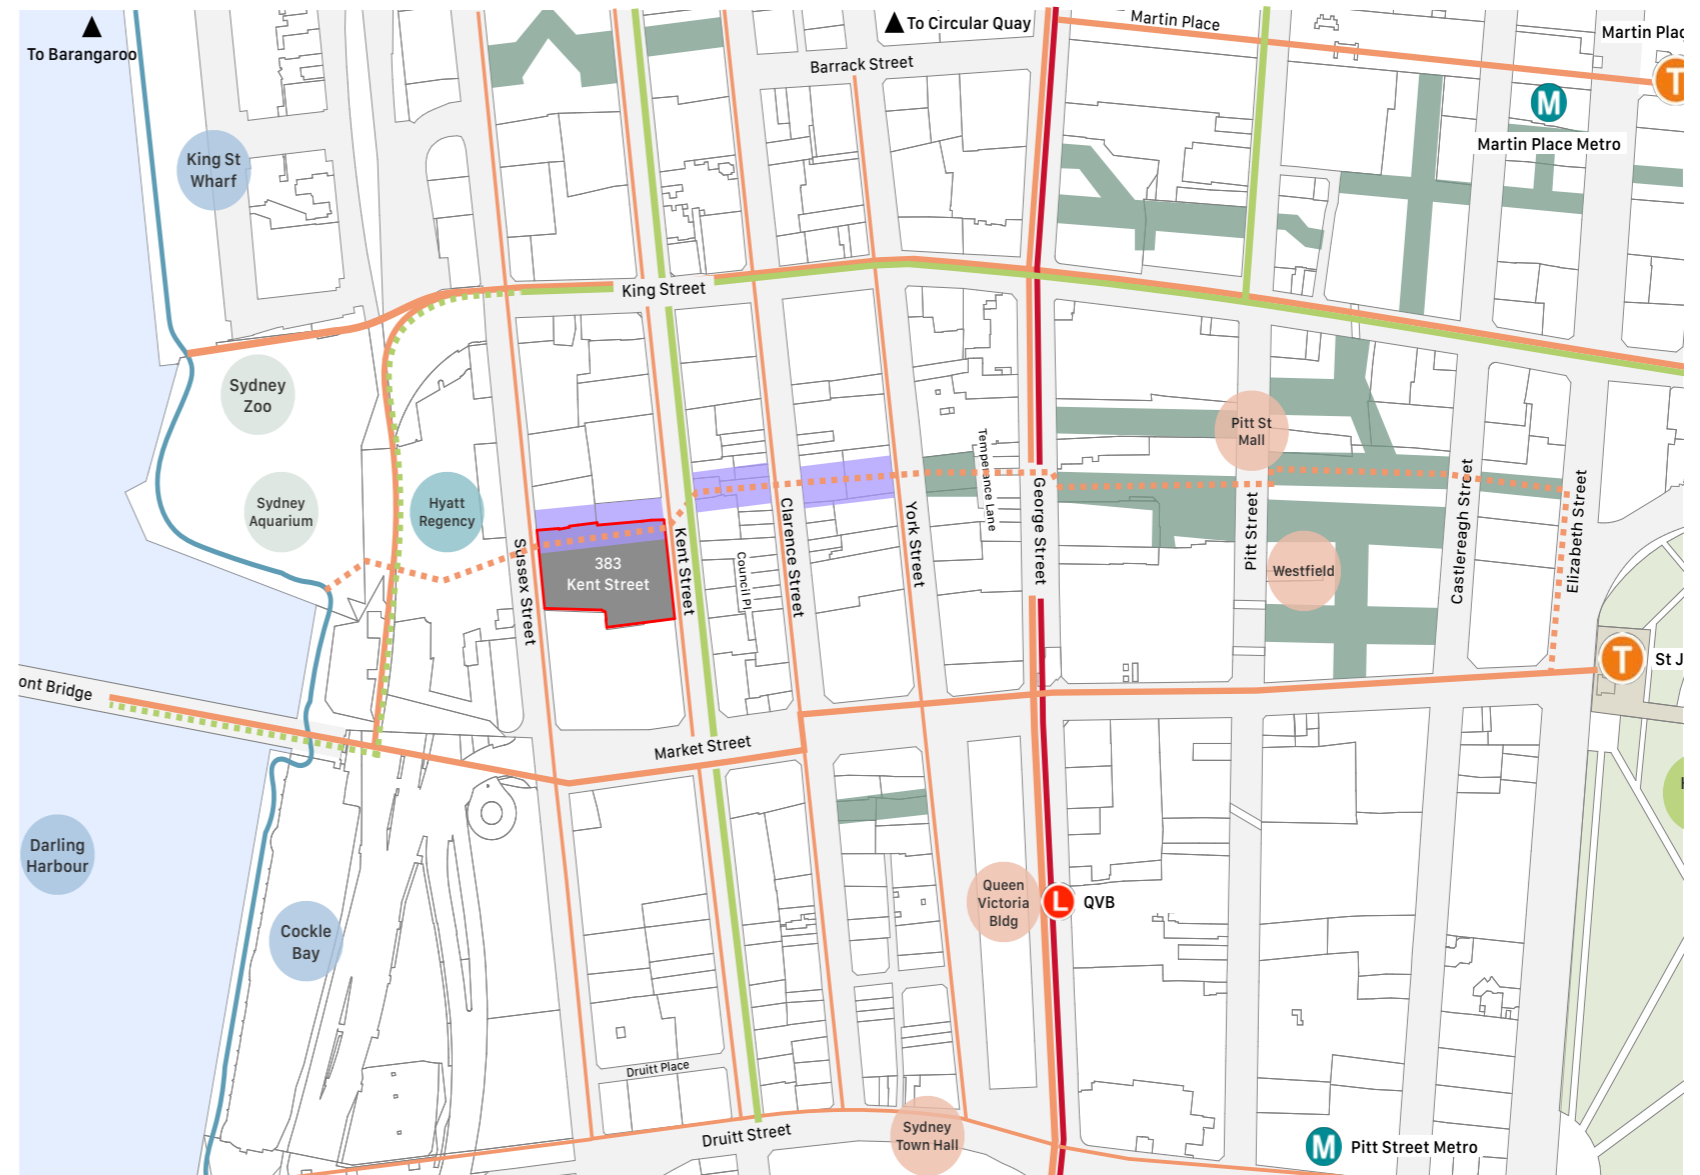 To Barangaroo
To Circular Quay
Martin Place
Martin Plac
T
Barrack Street
M
Martin Place Metro
King St
Wharf
King Street
Sydney
Zoo
Pitt St
Mall
Temperance Lane
Sydney
Aquarium
Hyatt
Regency
Sussex Street
383
Kent Street
Kent Street
Council Pl
Clarence Street
York Street
George Street
Pitt Street
Westfield
Castlereagh Street
Elizabeth Street
T
St J
ont Bridge
Market Street
Darling
Harbour
Cockle
Bay
Queen
Victoria
Bldg
L
QVB
Druitt Place
Druitt Street
Sydney
Town Hall
M
Pitt Street Metro